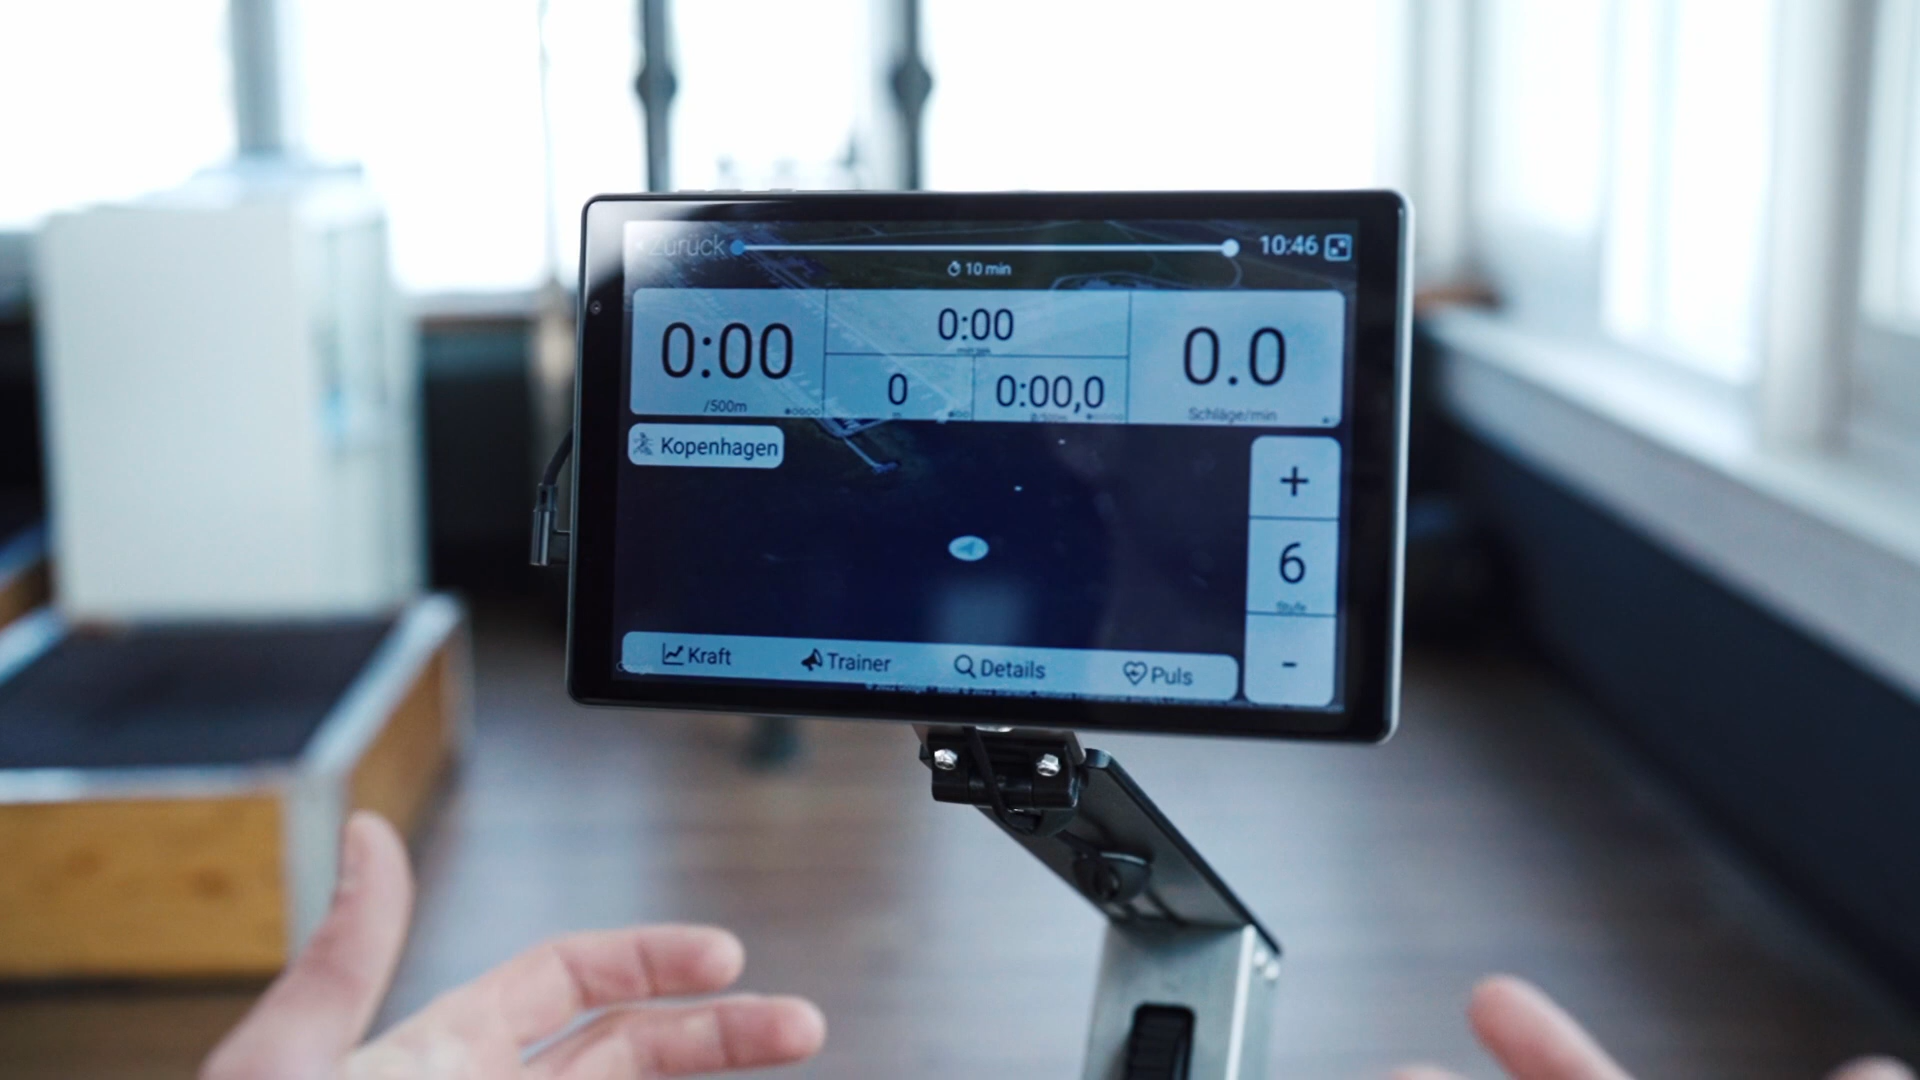 Zurück
10:46
10 min
0:00
/500m
0:00
0
m
0:00,0
0.0
Schläge/min
Kopenhagen
+
6
Stufe
-
Kraft
Trainer
Details
Puls